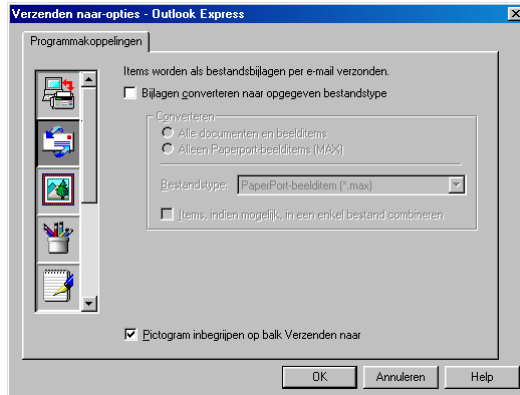 Verzenden naar-opties - Outlook Express
Programmakoppelingen
Items worden als bestandsbijlagen per e-mail verzonden.
Bijlagen converteren naar opgegeven bestandstype
Converteren
Alle documenten en beelditems
Alleen Paperport-beelditems (MAX)
Bestandstype: PaperPort-beelditem (*.max)
Items, indien mogelijk, in een enkel bestand combineren
Pictogram inbegrijpen op balk Verzenden naar
OK Annuleren Help